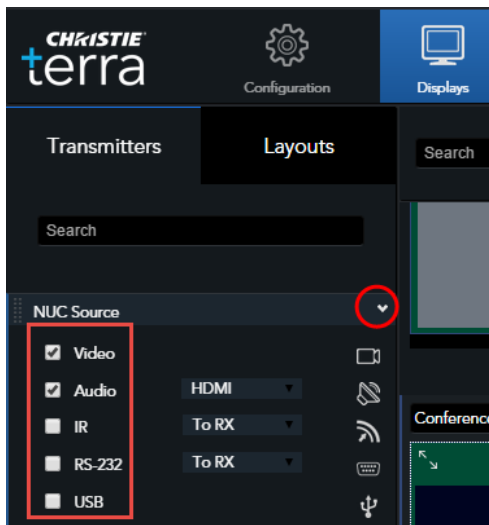 CHRISTIE
terra
Configuration
Displays
Transmitters
Layouts
Search
Search
NUC Source
Video
Audio
HDMI
IR
To RX
RS-232
To RX
USB
Conference